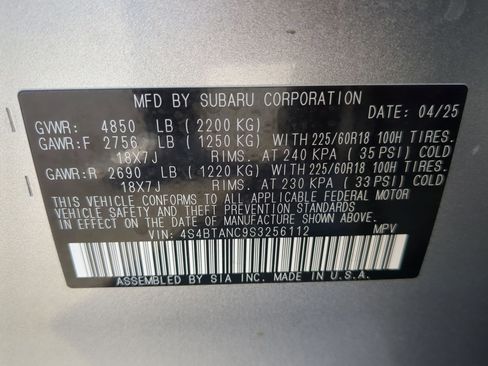 MFD BY SUBARU CORPORATION DATE: 04/25
GVWR: 4850 LB (2200 KG)
GAWR:F 2756 LB (1250 KG) WITH 225/60R18 100H TIRES.
18X7J RIMS. AT 240 KPA (35 PSI) COLD
GAWR:R 2690 LB (1220 KG) WITH 225/60R18 100H TIRES.
18X7J RIMS. AT 230 KPA (33 PSI) COLD
THIS VEHICLE CONFORMS TO ALL APPLICABLE FEDERAL MOTOR
VEHICLE SAFETY AND THEFT PREVENTION STANDARDS
IN EFFECT ON THE DATE OF MANUFACTURE SHOWN ABOVE.
VIN: 4S4BTANC9S3256112 MPV
ASSEMBLED BY SIA INC. MADE IN U.S.A.